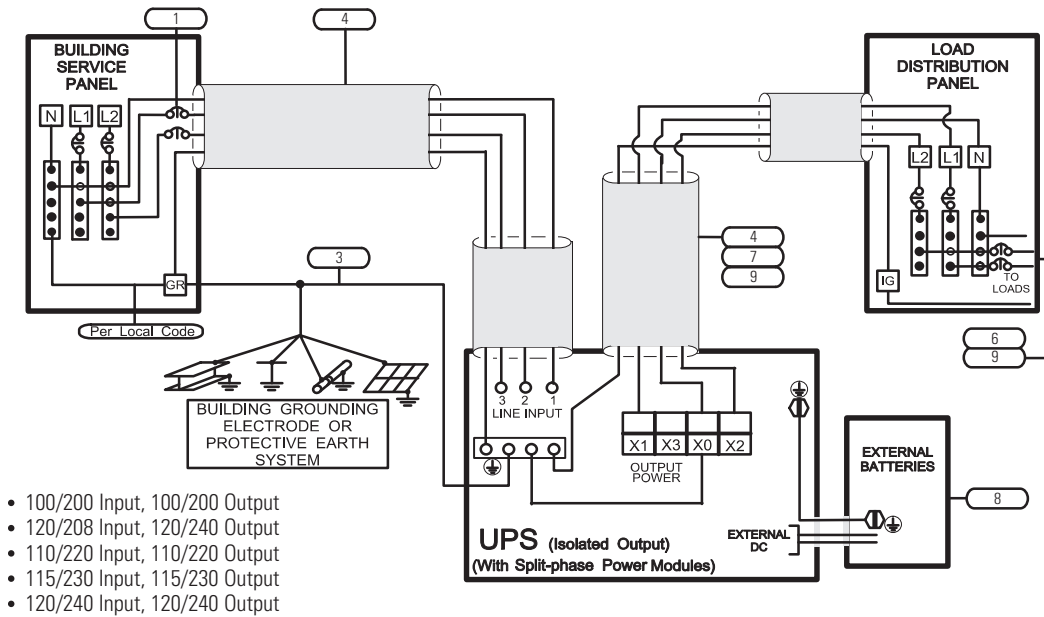 1
4
BUILDING
SERVICE
PANEL
N L1 L2
GR
Per Local Code
3
BUILDING GROUNDING
ELECTRODE OR
PROTECTIVE EARTH
SYSTEM
LOAD
DISTRIBUTION
PANEL
L2 L1 N
IG
TO
LOADS
4
7
9
6
9
3 2 1
LINE INPUT
X1 X3 X0 X2
OUTPUT
POWER
UPS (Isolated Output)
(With Split-phase Power Modules)
EXTERNAL
DC
EXTERNAL
BATTERIES
8
• 100/200 Input, 100/200 Output
• 120/208 Input, 120/240 Output
• 110/220 Input, 110/220 Output
• 115/230 Input, 115/230 Output
• 120/240 Input, 120/240 Output